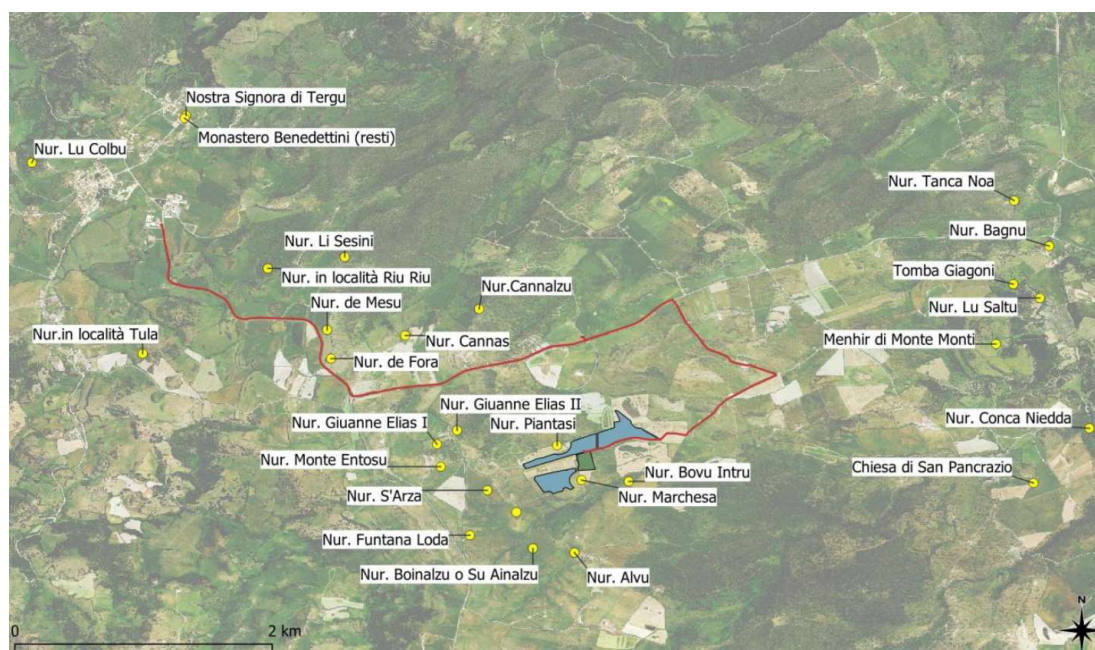 Nostra Signora di Tergu
Monastero Benedettini (resti)
Nur. Lu Colbu
Nur. Tanca Noa
Nur. Li Sesini
Nur. Bagnu
Nur. in località Riu Riu
Tomba Giagoni
Nur.Cannalzu
Nur. Lu Saltu
Nur. de Mesu
Nur.in località Tula
Nur. Cannas
Menhir di Monte Monti
Nur. de Fora
Nur. Giuanne Elias II
Nur. Giuanne Elias I
Nur. Piantasi
Nur. Conca Niedda
Nur. Monte Entosu
Chiesa di San Pancrazio
Nur. Bovu Intru
Nur. S'Arza
Nur. Marchesa
Nur. Funtana Loda
Nur. Boinalzu o Su Ainalzu
Nur. Alvu
N
0
2 km